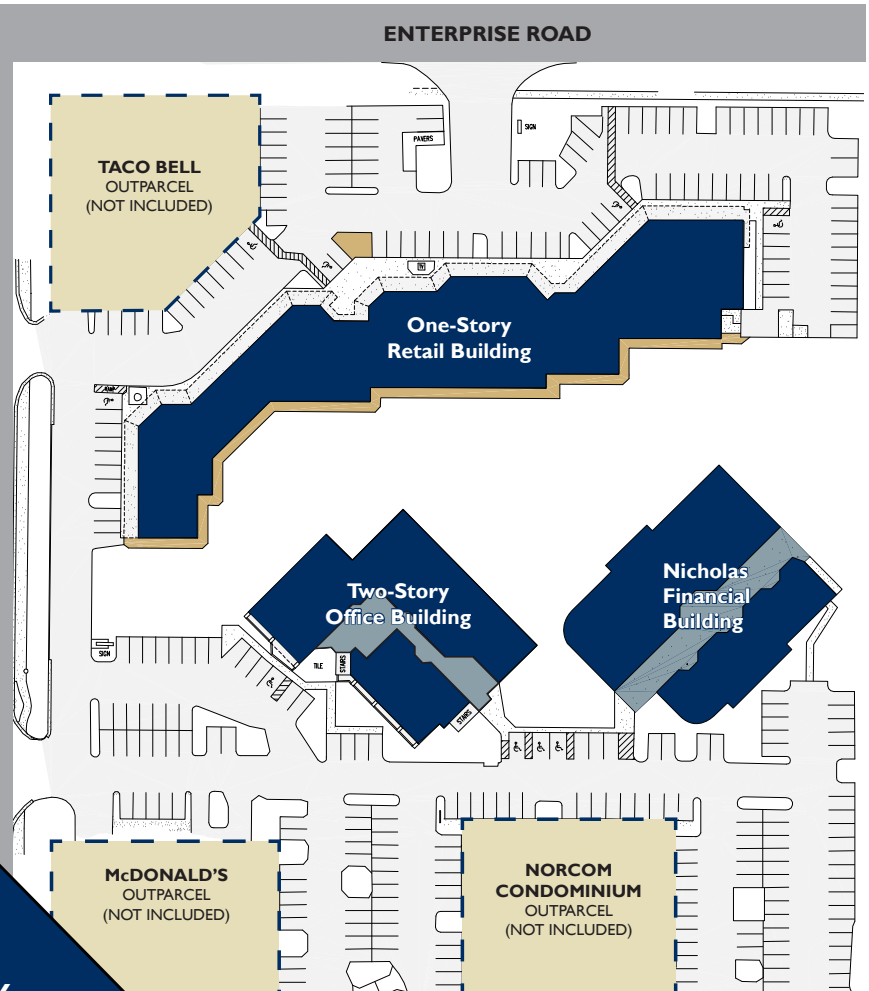 ENTERPRISE ROAD
TACO BELL
OUTPARCEL
(NOT INCLUDED)
PAVERS
SIGN
One-Story
Retail Building
Two-Story
Office Building
Nicholas
Financial
Building
SIGN
TILE
STAIRS
STAIRS
McDONALD'S
OUTPARCEL
(NOT INCLUDED)
NORCOM
CONDOMINIUM
OUTPARCEL
(NOT INCLUDED)